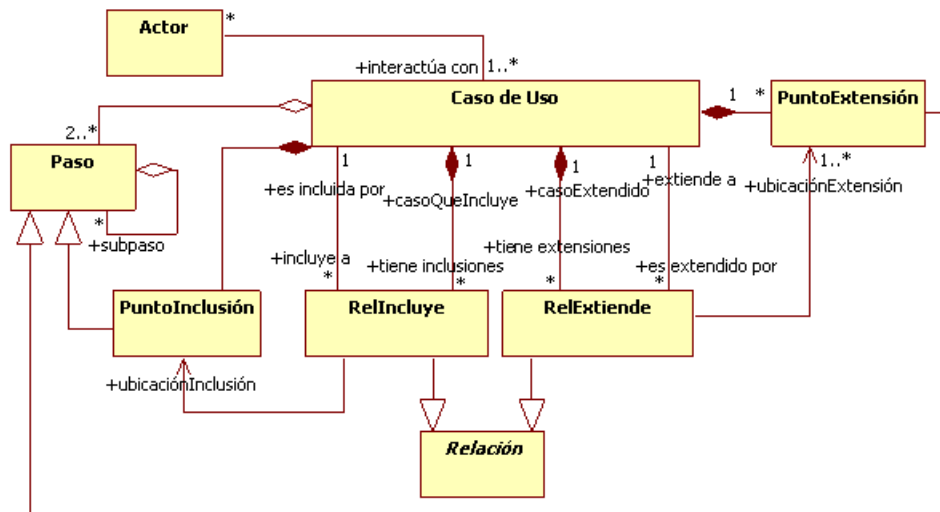 Actor
*
+interactúa con 1..*
Caso de Uso
1
*
PuntoExtensión
2..*
Paso
*
+subpaso
1
+es incluida por
1
+casoQueIncluye
1
+casoExtendido
1
+extiende a
1..*
+ubicaciónExtensión
+incluye a
*
+tiene inclusiones
*
+tiene extensiones
*
+es extendido por
*
PuntoInclusión
RelIncluye
RelExtiende
+ubicaciónInclusión
Relación